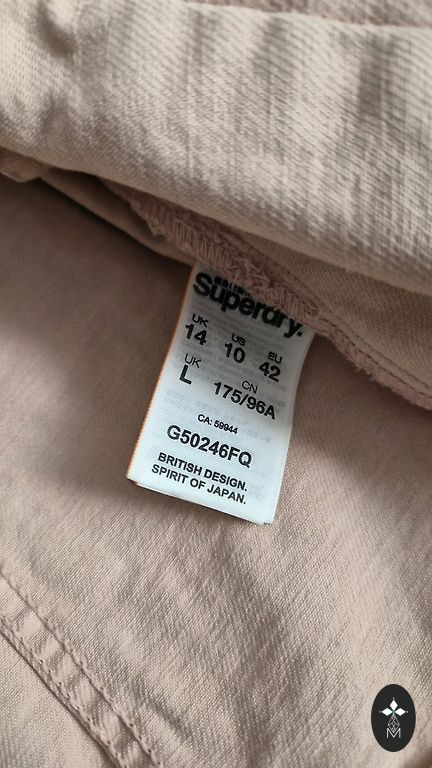 Superdry.
UK US EU
14 10 42
UK CN
L 175/96A
CA: 59944
G50246FQ
BRITISH DESIGN.
SPIRIT OF JAPAN.
M